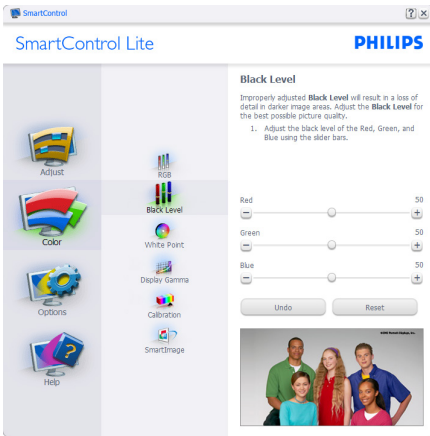 SmartControl
SmartControl Lite
PHILIPS
Adjust
Color
Options
Help
RGB
Black Level
White Point
Display Gamma
Calibration
SmartImage
Black Level
Improperly adjusted Black Level will result in a loss of
detail in darker image areas. Adjust the Black Level for
the best possible picture quality.
1. Adjust the black level of the Red, Green, and
Blue using the slider bars.
Red 50
Green 50
Blue 50
Undo Reset